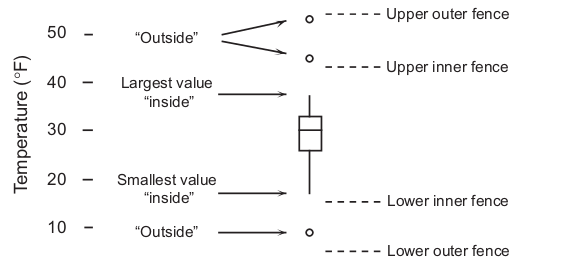 Upper outer fence
50
“Outside”
Upper inner fence
40
Largest value
“inside”
Temperature (°F)
30
20
Smallest value
“inside”
Lower inner fence
10
“Outside”
Lower outer fence